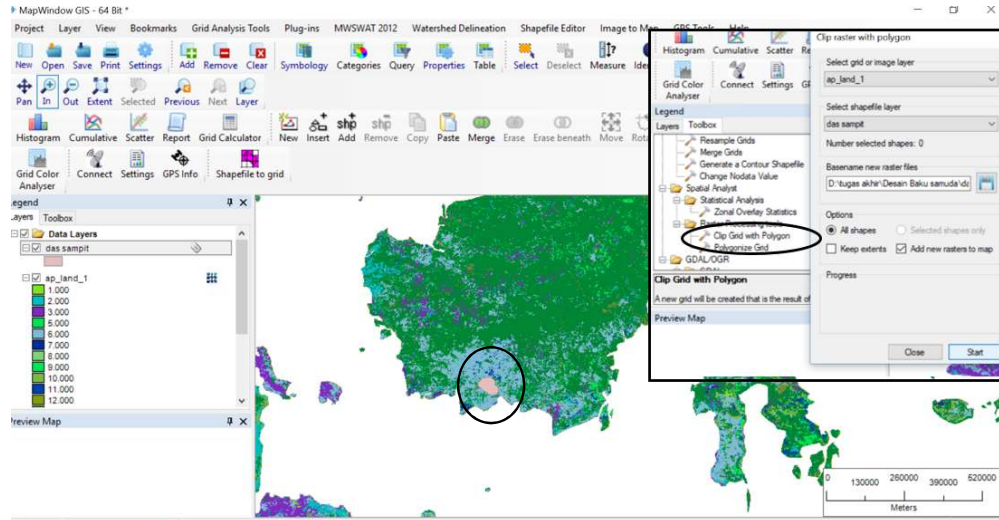 MapWindow GIS - 64 Bit *
Project Layer View Bookmarks Grid Analysis Tools Plug-ins MWSWAT 2012 Watershed Delineation Shapefile Editor Image to Map GPS Tools Help
New Open Save Print Settings Add Remove Clear Symbology Categories Query Properties Table Select Deselect Measure
Pan In Out Extent Selected Previous Next Layer
Histogram Cumulative Scatter Report Grid Calculator New Insert Add Remove Copy Paste Merge Erase Erase beneath Move
shp shp
Grid Color Analyser Connect Settings GPS Info Shapefile to grid
egend
ayers Toolbox
Data Layers
das sampit
ap_land_1
1.000
2.000
3.000
5.000
6.000
7.000
8.000
9.000
10.000
11.000
12.000
review Map
Histogram Cumulative Scatter
Grid Color Analyser Connect Settings
Legend
Layers Toolbox
Resample Grids
Merge Grids
Generate a Contour Shapefile
Change Nodata Value
Spatial Analyst
Statistical Analysis
Zonal Overlay Statistics
Raster Processing tools
Clip Grid with Polygon
Polygonize Grid
GDAL/OGR
Clip Grid with Polygon
A new grid will be created that is the result of
Preview Map
Clip raster with polygon
Select grid or image layer
ap_land_1
Select shapefile layer
das sampit
Number selected shapes: 0
Basename new raster files
D:\tugas akhir\Desain Baku samuda\da
Options
All shapes Selected shapes only
Keep extents Add new rasters to map
Progress
Close Start
0 130000 260000 390000 520000
Meters